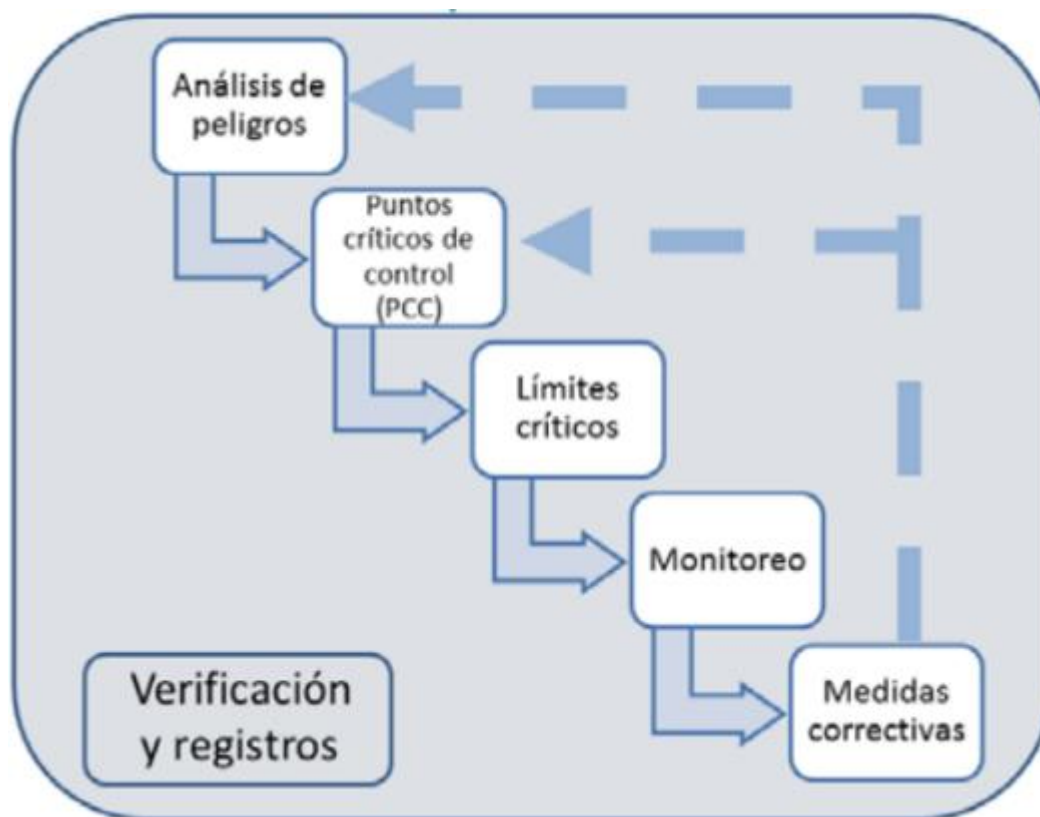 Análisis de
peligros
Puntos
críticos de
control
(PCC)
Límites
críticos
Monitoreo
Medidas
correctivas
Verificación
y registros